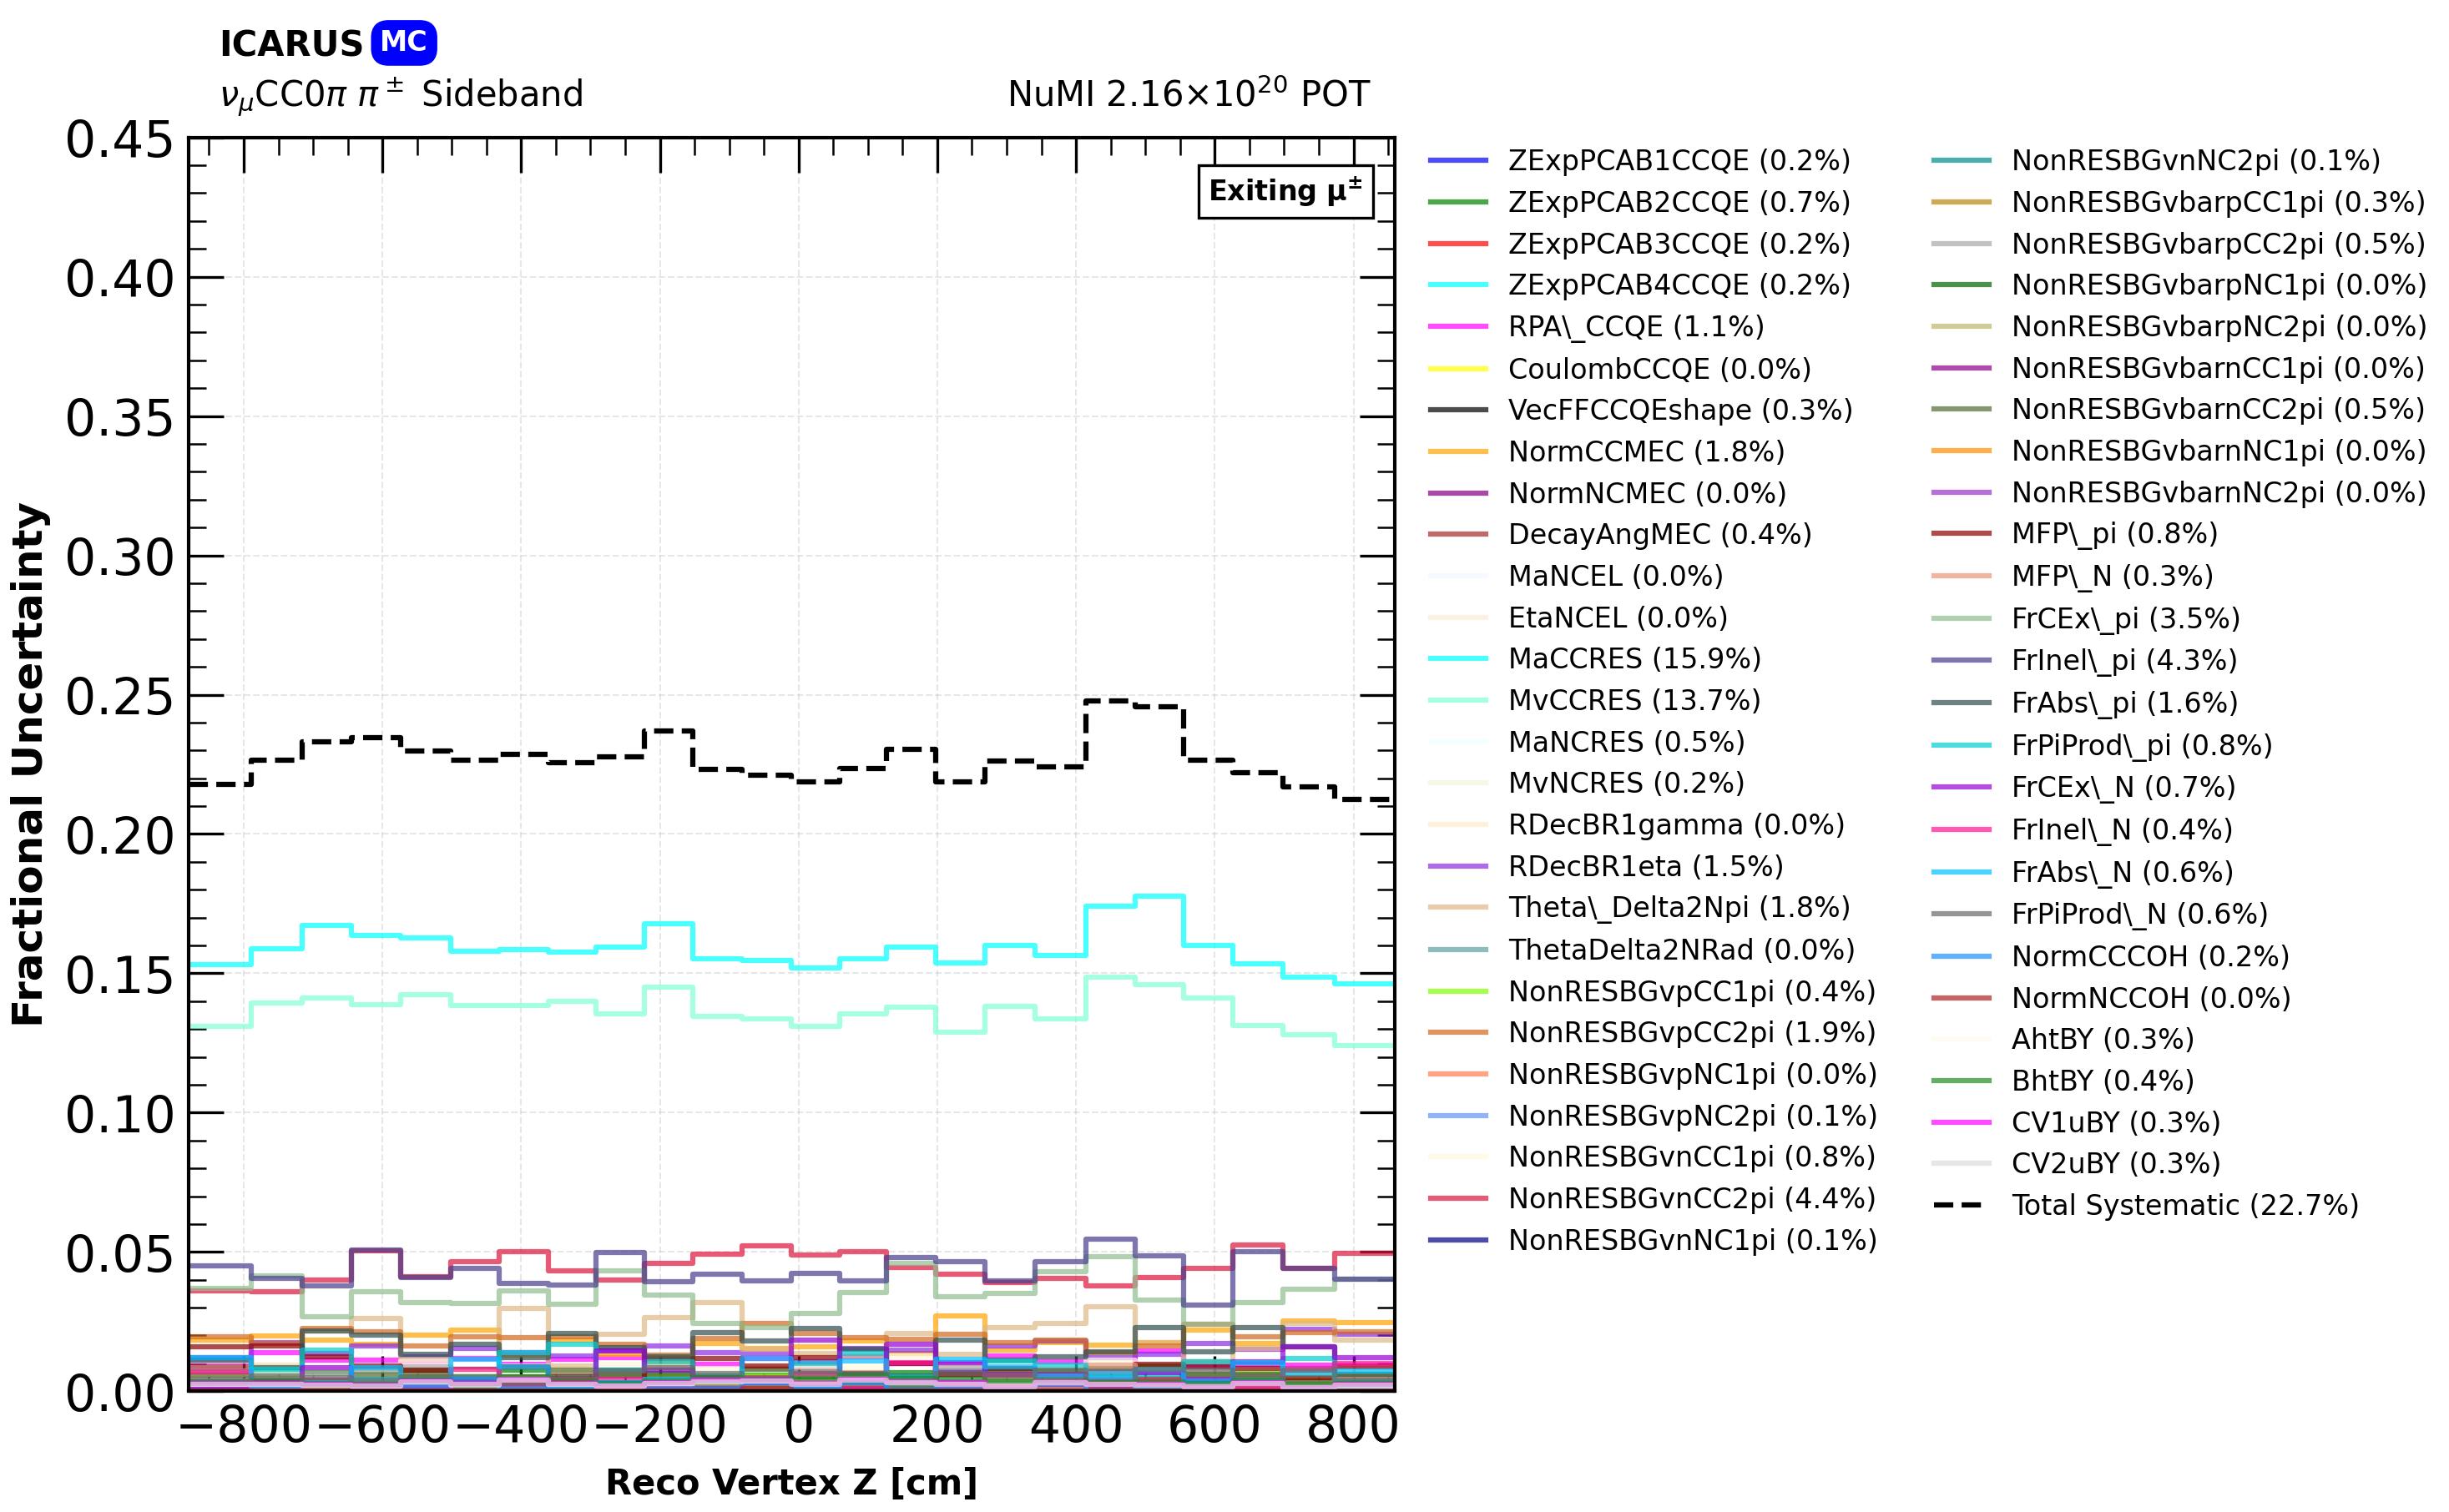 ICARUS MC
νμCC0π π± Sideband
NuMI 2.16×10²⁰ POT
Exiting μ±
Fractional Uncertainty
0.45
0.40
0.35
0.30
0.25
0.20
0.15
0.10
0.05
0.00
−800 −600 −400 −200 0 200 400 600 800
Reco Vertex Z [cm]
ZExpPCAB1CCQE (0.2%)
ZExpPCAB2CCQE (0.7%)
ZExpPCAB3CCQE (0.2%)
ZExpPCAB4CCQE (0.2%)
RPA\_CCQE (1.1%)
CoulombCCQE (0.0%)
VecFFCCQEshape (0.3%)
NormCCMEC (1.8%)
NormNCMEC (0.0%)
DecayAngMEC (0.4%)
MaNCEL (0.0%)
EtaNCEL (0.0%)
MaCCRES (15.9%)
MvCCRES (13.7%)
MaNCRES (0.5%)
MvNCRES (0.2%)
RDecBR1gamma (0.0%)
RDecBR1eta (1.5%)
Theta\_Delta2Npi (1.8%)
ThetaDelta2NRad (0.0%)
NonRESBGvpCC1pi (0.4%)
NonRESBGvpCC2pi (1.9%)
NonRESBGvpNC1pi (0.0%)
NonRESBGvpNC2pi (0.1%)
NonRESBGvnCC1pi (0.8%)
NonRESBGvnCC2pi (4.4%)
NonRESBGvnNC1pi (0.1%)
NonRESBGvnNC2pi (0.1%)
NonRESBGvbarpCC1pi (0.3%)
NonRESBGvbarpCC2pi (0.5%)
NonRESBGvbarpNC1pi (0.0%)
NonRESBGvbarpNC2pi (0.0%)
NonRESBGvbarnCC1pi (0.0%)
NonRESBGvbarnCC2pi (0.5%)
NonRESBGvbarnNC1pi (0.0%)
NonRESBGvbarnNC2pi (0.0%)
MFP\_pi (0.8%)
MFP\_N (0.3%)
FrCEx\_pi (3.5%)
FrInel\_pi (4.3%)
FrAbs\_pi (1.6%)
FrPiProd\_pi (0.8%)
FrCEx\_N (0.7%)
FrInel\_N (0.4%)
FrAbs\_N (0.6%)
FrPiProd\_N (0.6%)
NormCCCOH (0.2%)
NormNCCOH (0.0%)
AhtBY (0.3%)
BhtBY (0.4%)
CV1uBY (0.3%)
CV2uBY (0.3%)
Total Systematic (22.7%)